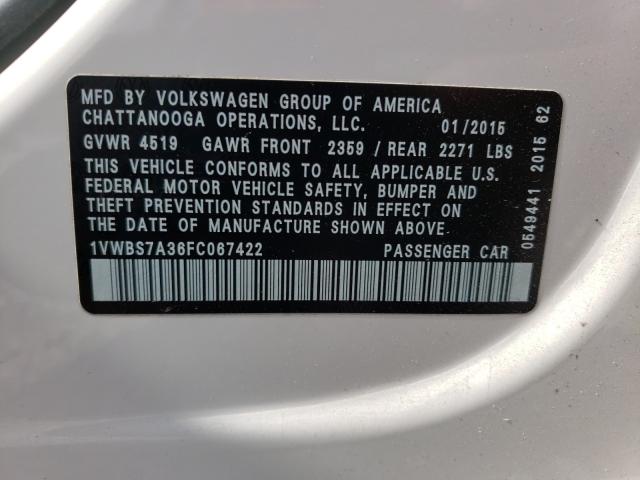 MFD BY VOLKSWAGEN GROUP OF AMERICA
CHATTANOOGA OPERATIONS, LLC. 01/2015
GVWR 4519 GAWR FRONT 2359 / REAR 2271 LBS
THIS VEHICLE CONFORMS TO ALL APPLICABLE U.S.
FEDERAL MOTOR VEHICLE SAFETY, BUMPER AND
THEFT PREVENTION STANDARDS IN EFFECT ON
THE DATE OF MANUFACTURE SHOWN ABOVE.
1VWBS7A36FC067422 PASSENGER CAR
0549441 2015 62